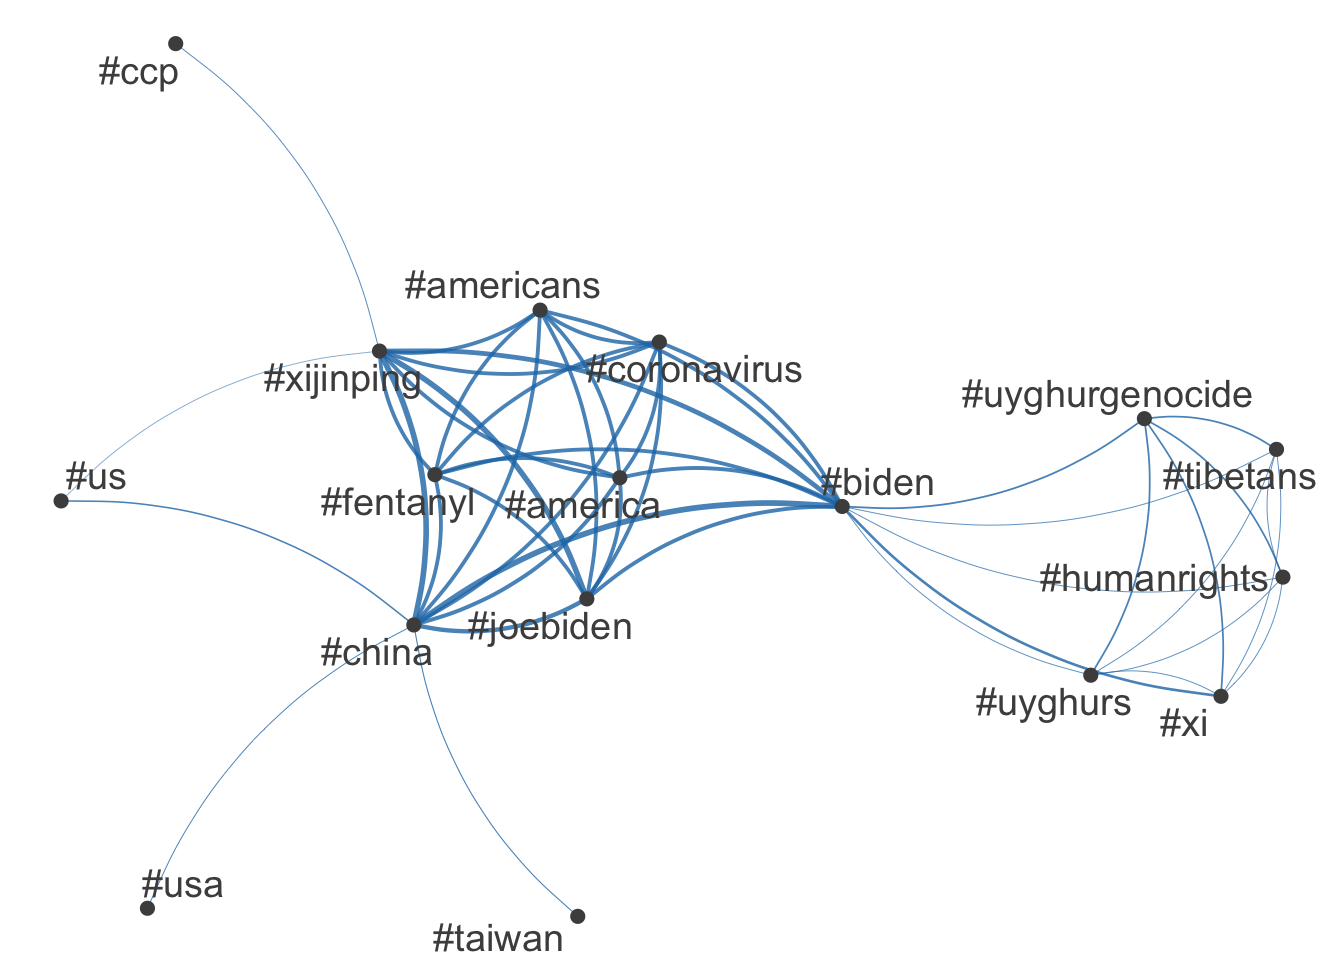 #ccp
#americans
#coronavirus
#xijinping
#uyghurgenocide
#us
#tibetans
#biden
#fentanyl
#america
#humanrights
#joebiden
#china
#uyghurs
#xi
#usa
#taiwan